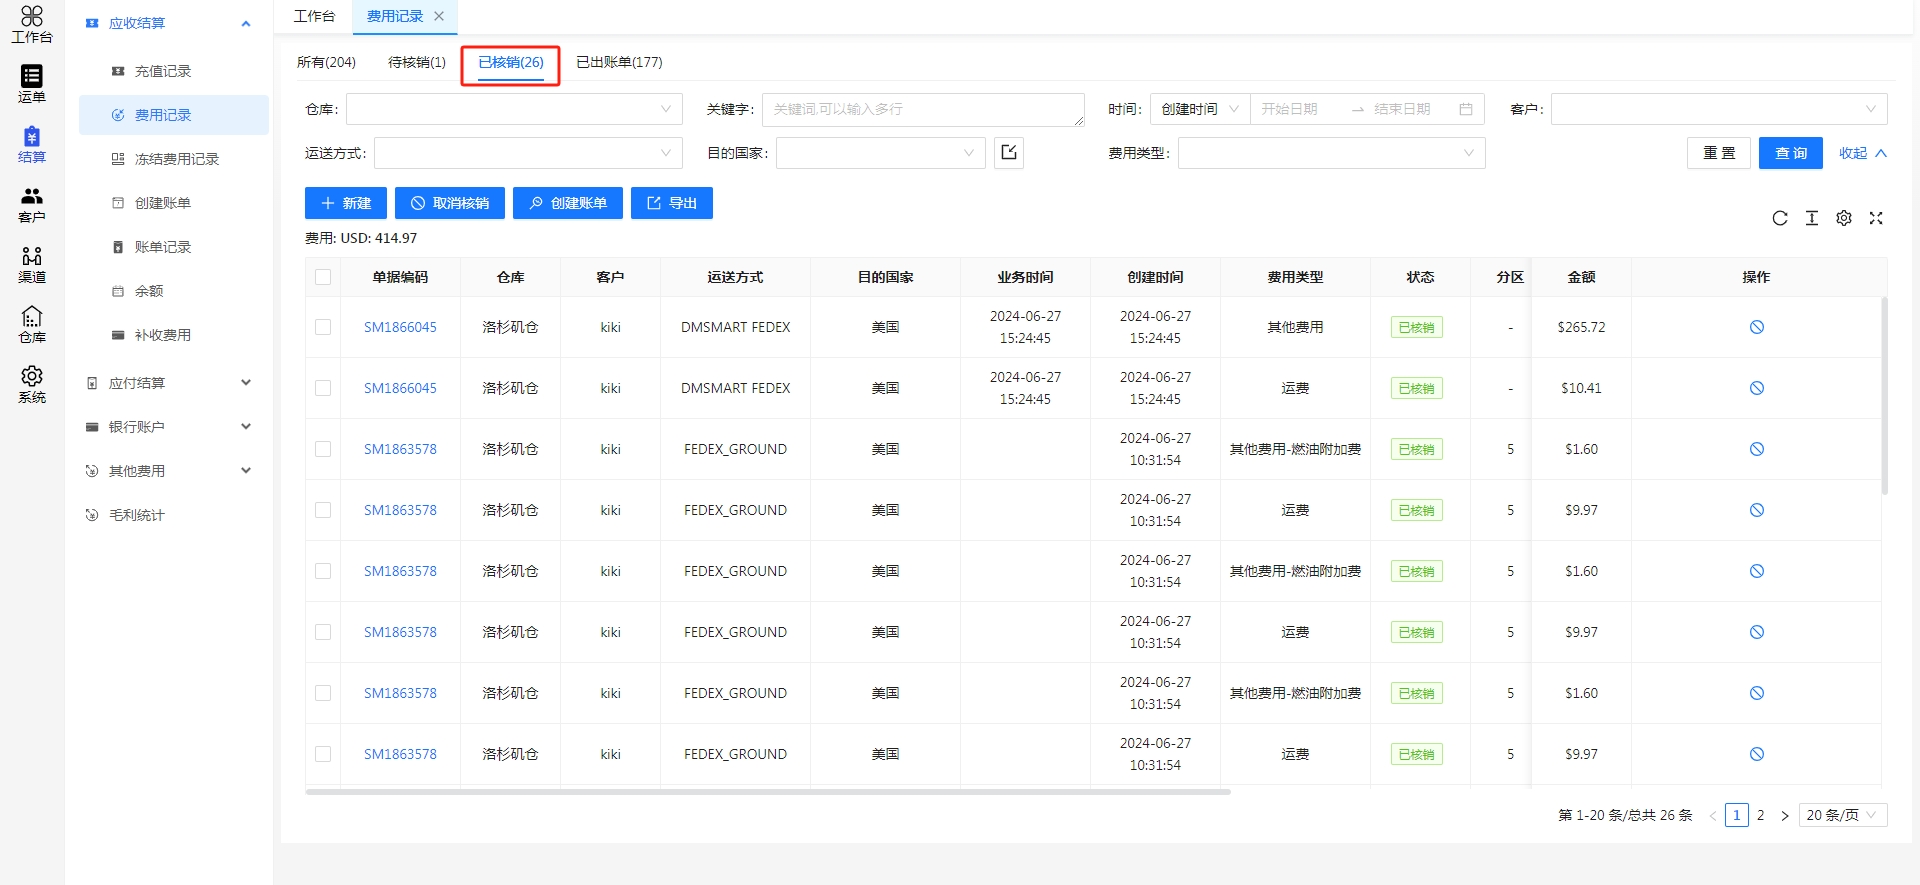 工作台
运单
结算
客户
渠道
仓库
系统
应收结算
充值记录
费用记录
冻结费用记录
创建账单
账单记录
余额
补收费用
应付结算
银行账户
其他费用
毛利统计
工作台 费用记录
所有(204) 待核销(1) 已核销(26) 已出账单(177)
仓库: 关键字: 关键词,可以输入多行 时间: 创建时间 开始日期 → 结束日期 客户:
运送方式: 目的国家: 费用类型: 重 置 查 询 收起
新建 取消核销 创建账单 导出
费用: USD: 414.97
单据编码 仓库 客户 运送方式 目的国家 业务时间 创建时间 费用类型 状态 分区 金额 操作
SM1866045 洛杉矶仓 kiki DMSMART FEDEX 美国 2024-06-27 15:24:45 2024-06-27 15:24:45 其他费用 已核销 - $265.72
SM1866045 洛杉矶仓 kiki DMSMART FEDEX 美国 2024-06-27 15:24:45 2024-06-27 15:24:45 运费 已核销 - $10.41
SM1863578 洛杉矶仓 kiki FEDEX_GROUND 美国 2024-06-27 10:31:54 其他费用-燃油附加费 已核销 5 $1.60
SM1863578 洛杉矶仓 kiki FEDEX_GROUND 美国 2024-06-27 10:31:54 运费 已核销 5 $9.97
SM1863578 洛杉矶仓 kiki FEDEX_GROUND 美国 2024-06-27 10:31:54 其他费用-燃油附加费 已核销 5 $1.60
SM1863578 洛杉矶仓 kiki FEDEX_GROUND 美国 2024-06-27 10:31:54 运费 已核销 5 $9.97
SM1863578 洛杉矶仓 kiki FEDEX_GROUND 美国 2024-06-27 10:31:54 其他费用-燃油附加费 已核销 5 $1.60
SM1863578 洛杉矶仓 kiki FEDEX_GROUND 美国 2024-06-27 10:31:54 运费 已核销 5 $9.97
第 1-20 条/总共 26 条 < 1 2 > 20 条/页